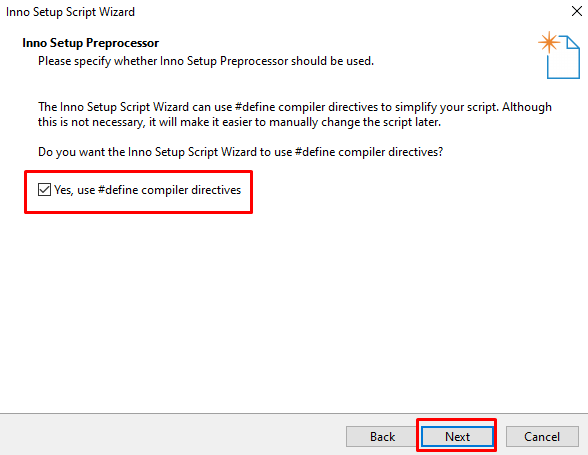 Inno Setup Script Wizard
Inno Setup Preprocessor
Please specify whether Inno Setup Preprocessor should be used.
The Inno Setup Script Wizard can use #define compiler directives to simplify your script. Although
this is not necessary, it will make it easier to manually change the script later.
Do you want the Inno Setup Script Wizard to use #define compiler directives?
Yes, use #define compiler directives
Back Next Cancel